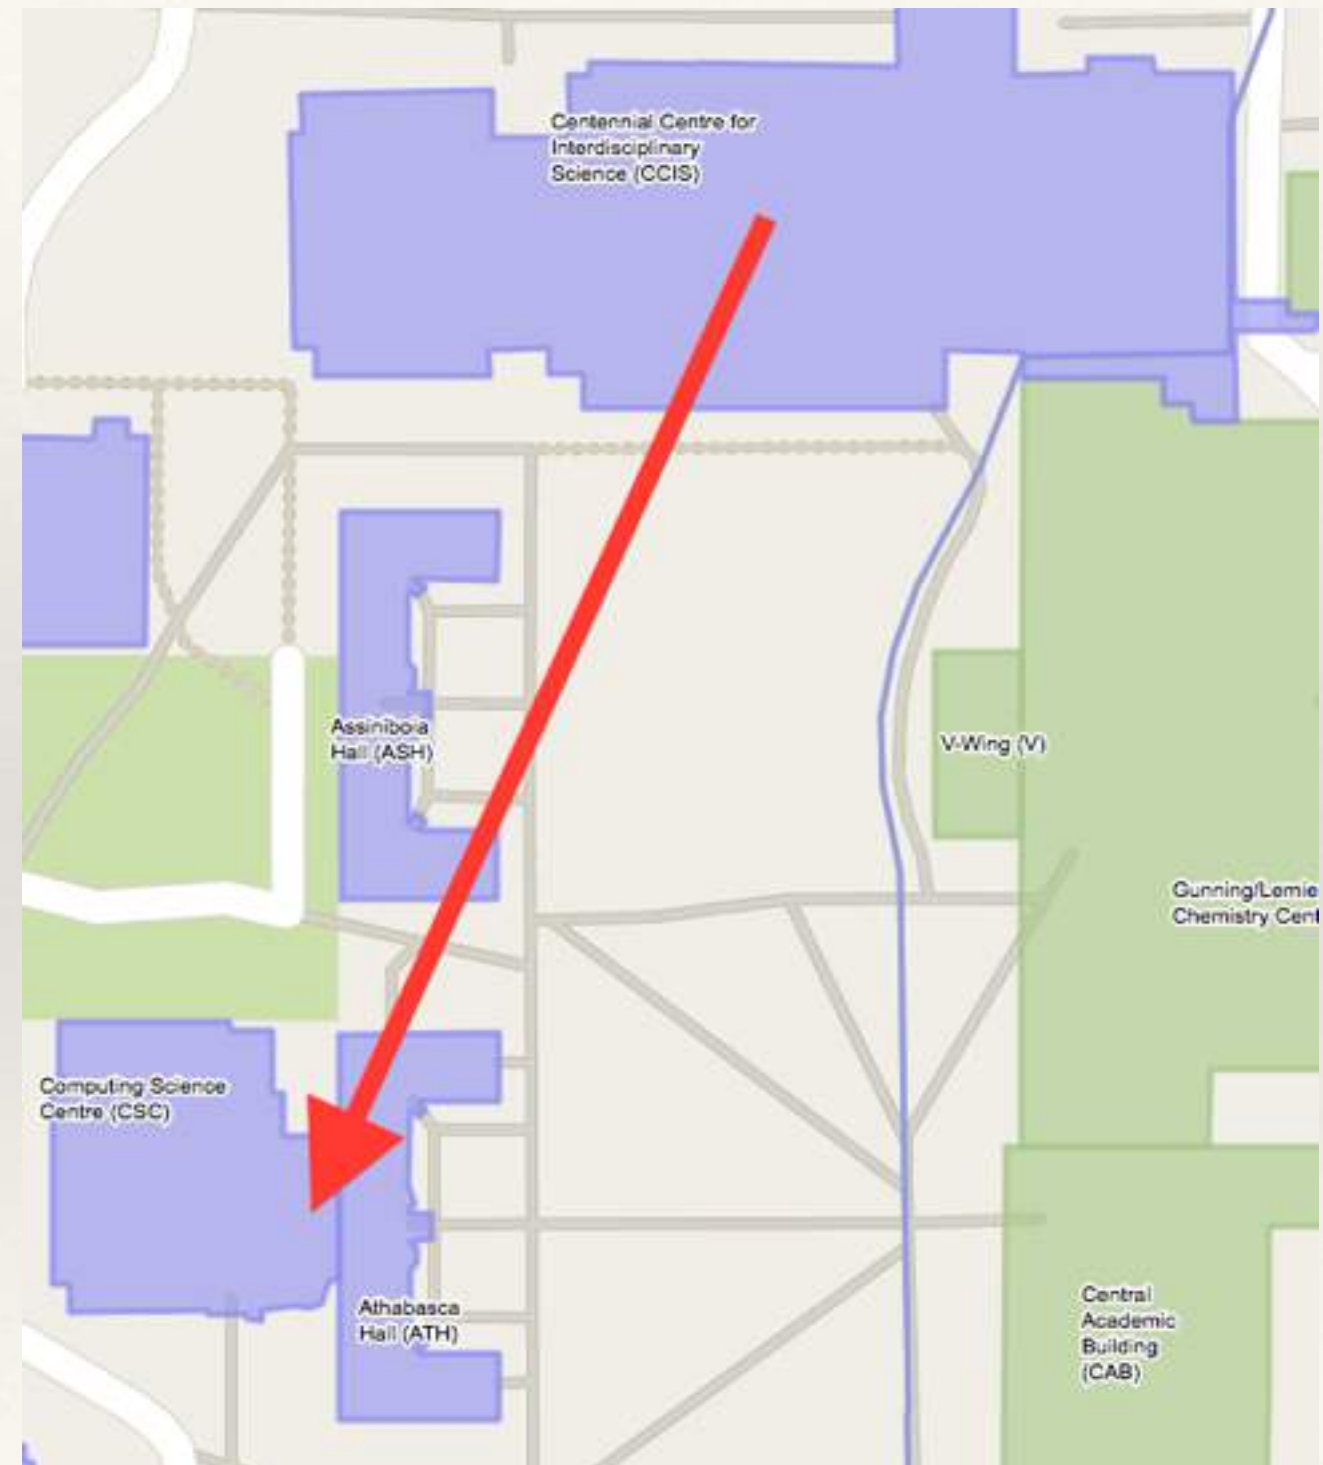 Centennial Centre for
Interdisciplinary
Science (CCIS)
Assiniboia
Hall (ASH)
V-Wing (V)
Gunning/Lemie
Chemistry Cent
Computing Science
Centre (CSC)
Athabasca
Hall (ATH)
Central
Academic
Building
(CAB)